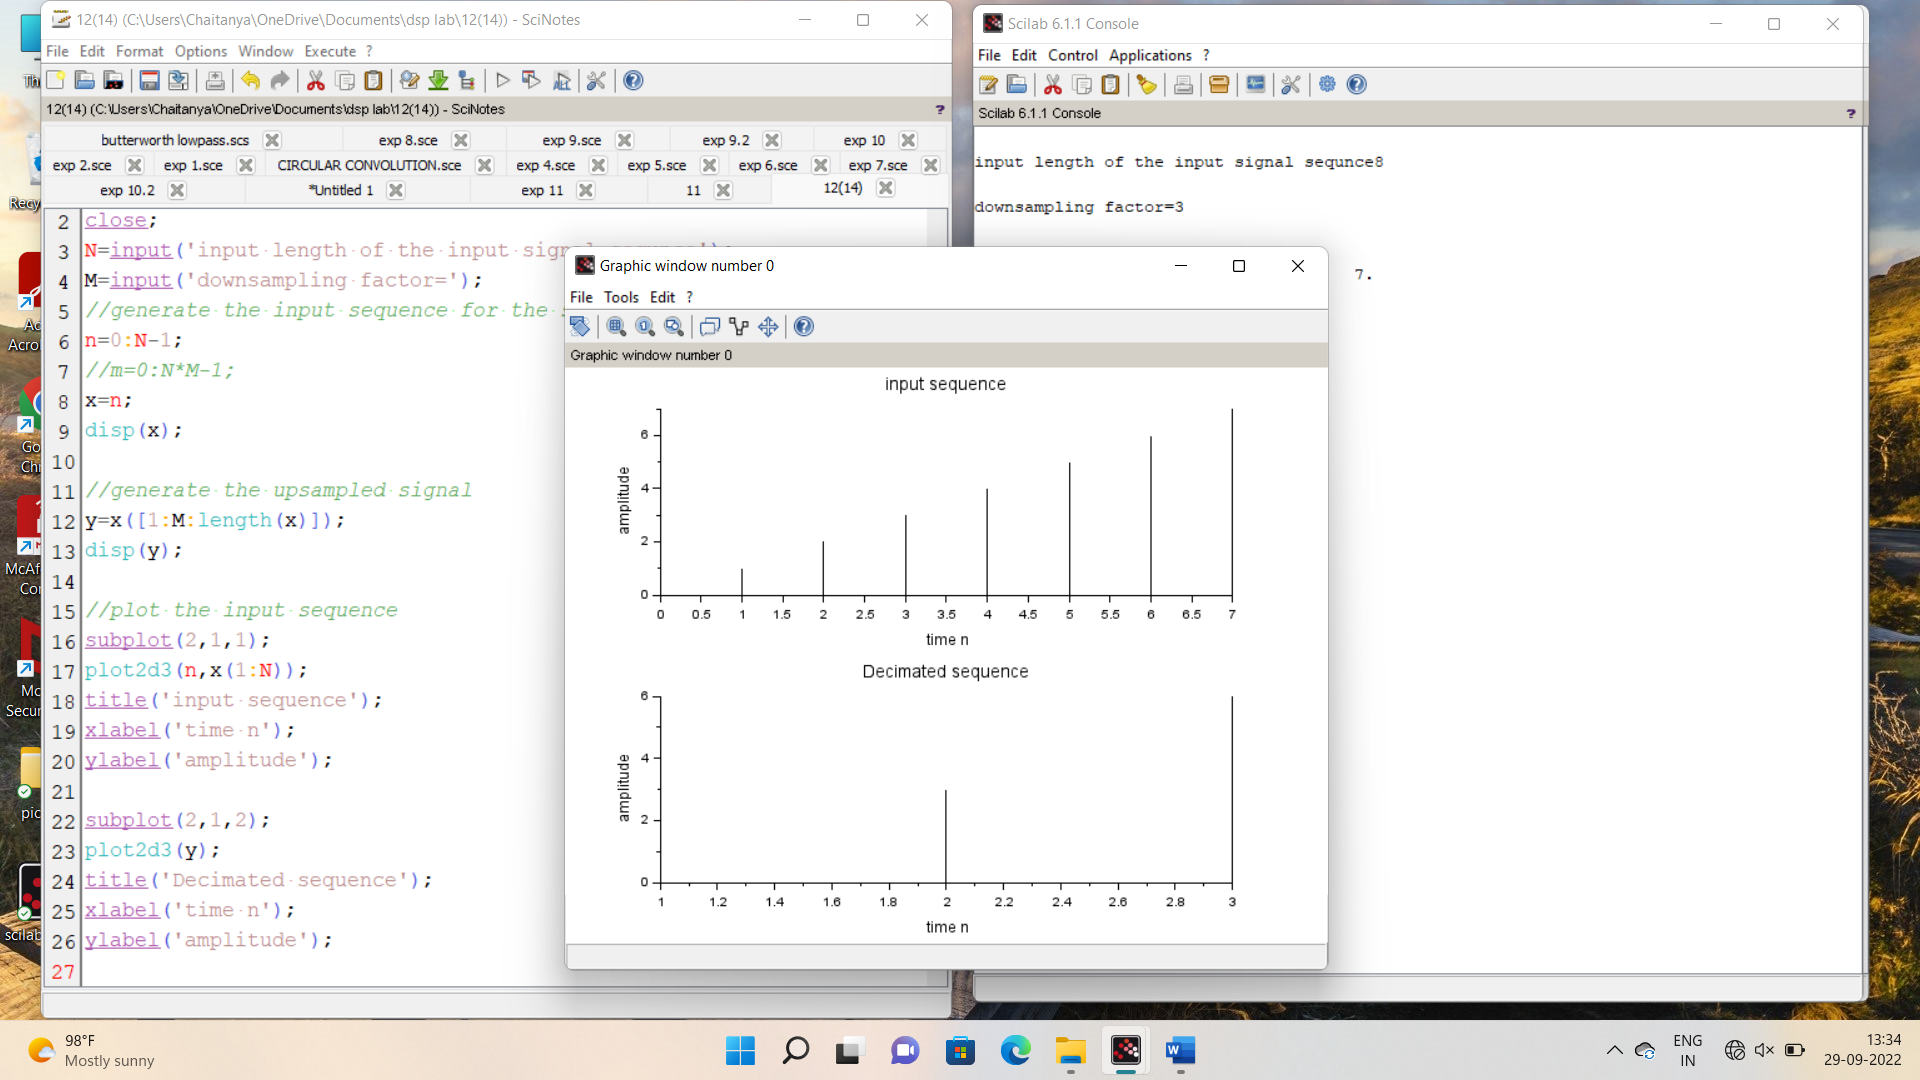 12(14) (C:\Users\Chaitanya\OneDrive\Documents\dsp lab\12(14)) - SciNotes
File Edit Format Options Window Execute ?
12(14) (C:\Users\Chaitanya\OneDrive\Documents\dsp lab\12(14)) - SciNotes ?
butterworth lowpass.scs exp 8.sce exp 9.sce exp 9.2 exp 10
exp 2.sce exp 1.sce CIRCULAR CONVOLUTION.sce exp 4.sce exp 5.sce exp 6.sce exp 7.sce
exp 10.2 *Untitled 1 exp 11 11 12(14)
2 close;
3 N=input('input length of the input
4 M=input('downsampling factor=');
5 //generate the input sequence for the
6 n=0:N-1;
7 //m=0:N*M-1;
8 x=n;
9 disp(x);
10
11 //generate the upsampled signal
12 y=x([1:M:length(x)]);
13 disp(y);
14
15 //plot the input sequence
16 subplot(2,1,1);
17 plot2d3(n,x(1:N));
18 title('input sequence');
19 xlabel('time n');
20 ylabel('amplitude');
21
22 subplot(2,1,2);
23 plot2d3(y);
24 title('Decimated sequence');
25 xlabel('time n');
26 ylabel('amplitude');
27
Scilab 6.1.1 Console
File Edit Control Applications ?
Scilab 6.1.1 Console ?
input length of the input signal sequnce8
downsampling factor=3
7.
Graphic window number 0
File Tools Edit ?
Graphic window number 0
input sequence
amplitude
6
4
2
0
0 0.5 1 1.5 2 2.5 3 3.5 4 4.5 5 5.5 6 6.5 7
time n
Decimated sequence
amplitude
6
4
2
0
1 1.2 1.4 1.6 1.8 2 2.2 2.4 2.6 2.8 3
time n
98°F
Mostly sunny
ENG
IN
13:34
29-09-2022